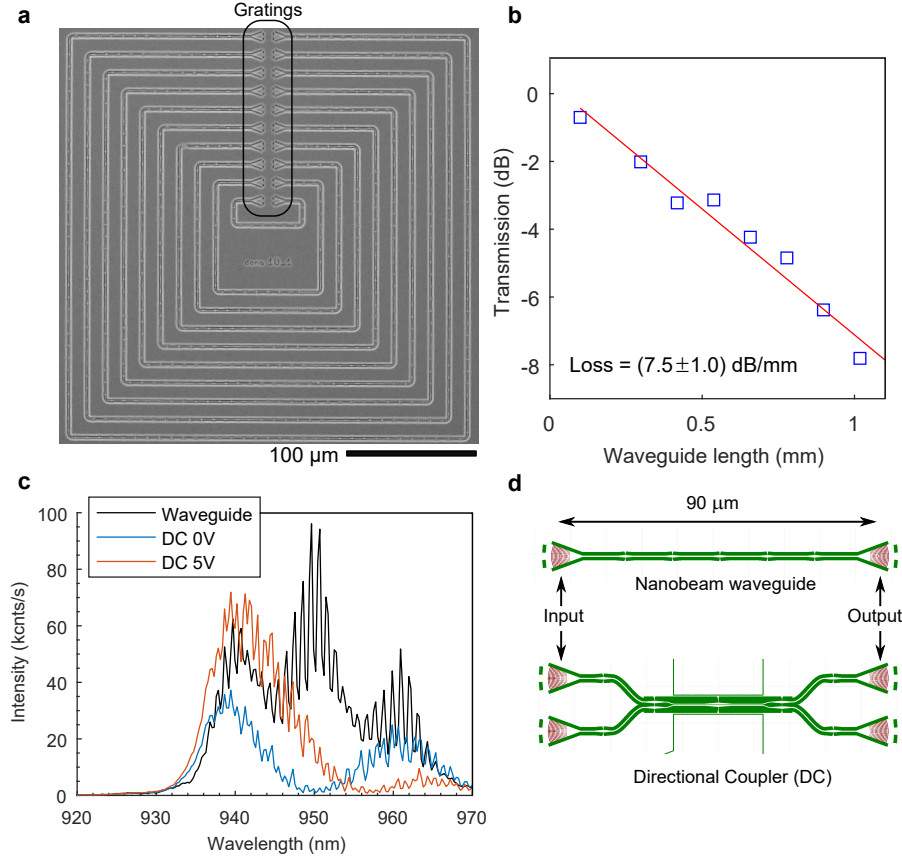 a
Gratings
100 μm
b
Transmission (dB)
0
-2
-4
-6
-8
Loss = (7.5±1.0) dB/mm
0
0.5
1
Waveguide length (mm)
c
Intensity (kcnts/s)
100
80
60
40
20
0
Waveguide
DC 0V
DC 5V
920
930
940
950
960
970
Wavelength (nm)
d
90 μm
Nanobeam waveguide
Input
Output
Directional Coupler (DC)